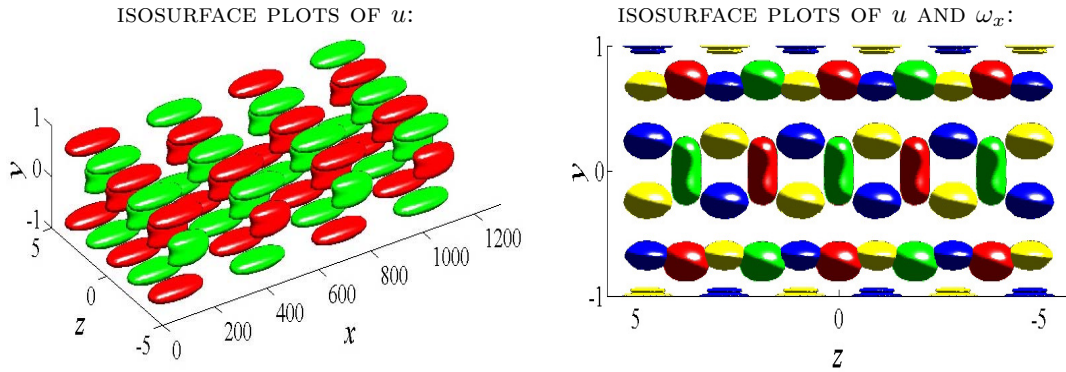 ISOSURFACE PLOTS OF u:
1
0
-1
y
5
0
-5
z
0
200
400
600
800
1000
1200
x
ISOSURFACE PLOTS OF u AND ωx:
1
0
-1
y
5
0
-5
z